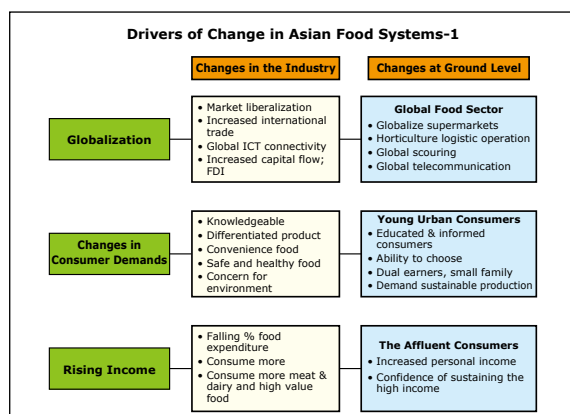 Drivers of Change in Asian Food Systems-1
Changes in the Industry
Changes at Ground Level
Globalization
• Market liberalization
• Increased international
trade
• Global ICT connectivity
• Increased capital flow;
FDI
Global Food Sector
• Globalize supermarkets
• Horticulture logistic operation
• Global scouring
• Global telecommunication
Changes in
Consumer Demands
• Knowledgeable
• Differentiated product
• Convenience food
• Safe and healthy food
• Concern for
environment
Young Urban Consumers
• Educated & informed
consumers
• Ability to choose
• Dual earners, small family
• Demand sustainable production
Rising Income
• Falling % food
expenditure
• Consume more
• Consume more meat &
dairy and high value
food
The Affluent Consumers
• Increased personal income
• Confidence of sustaining the
high income